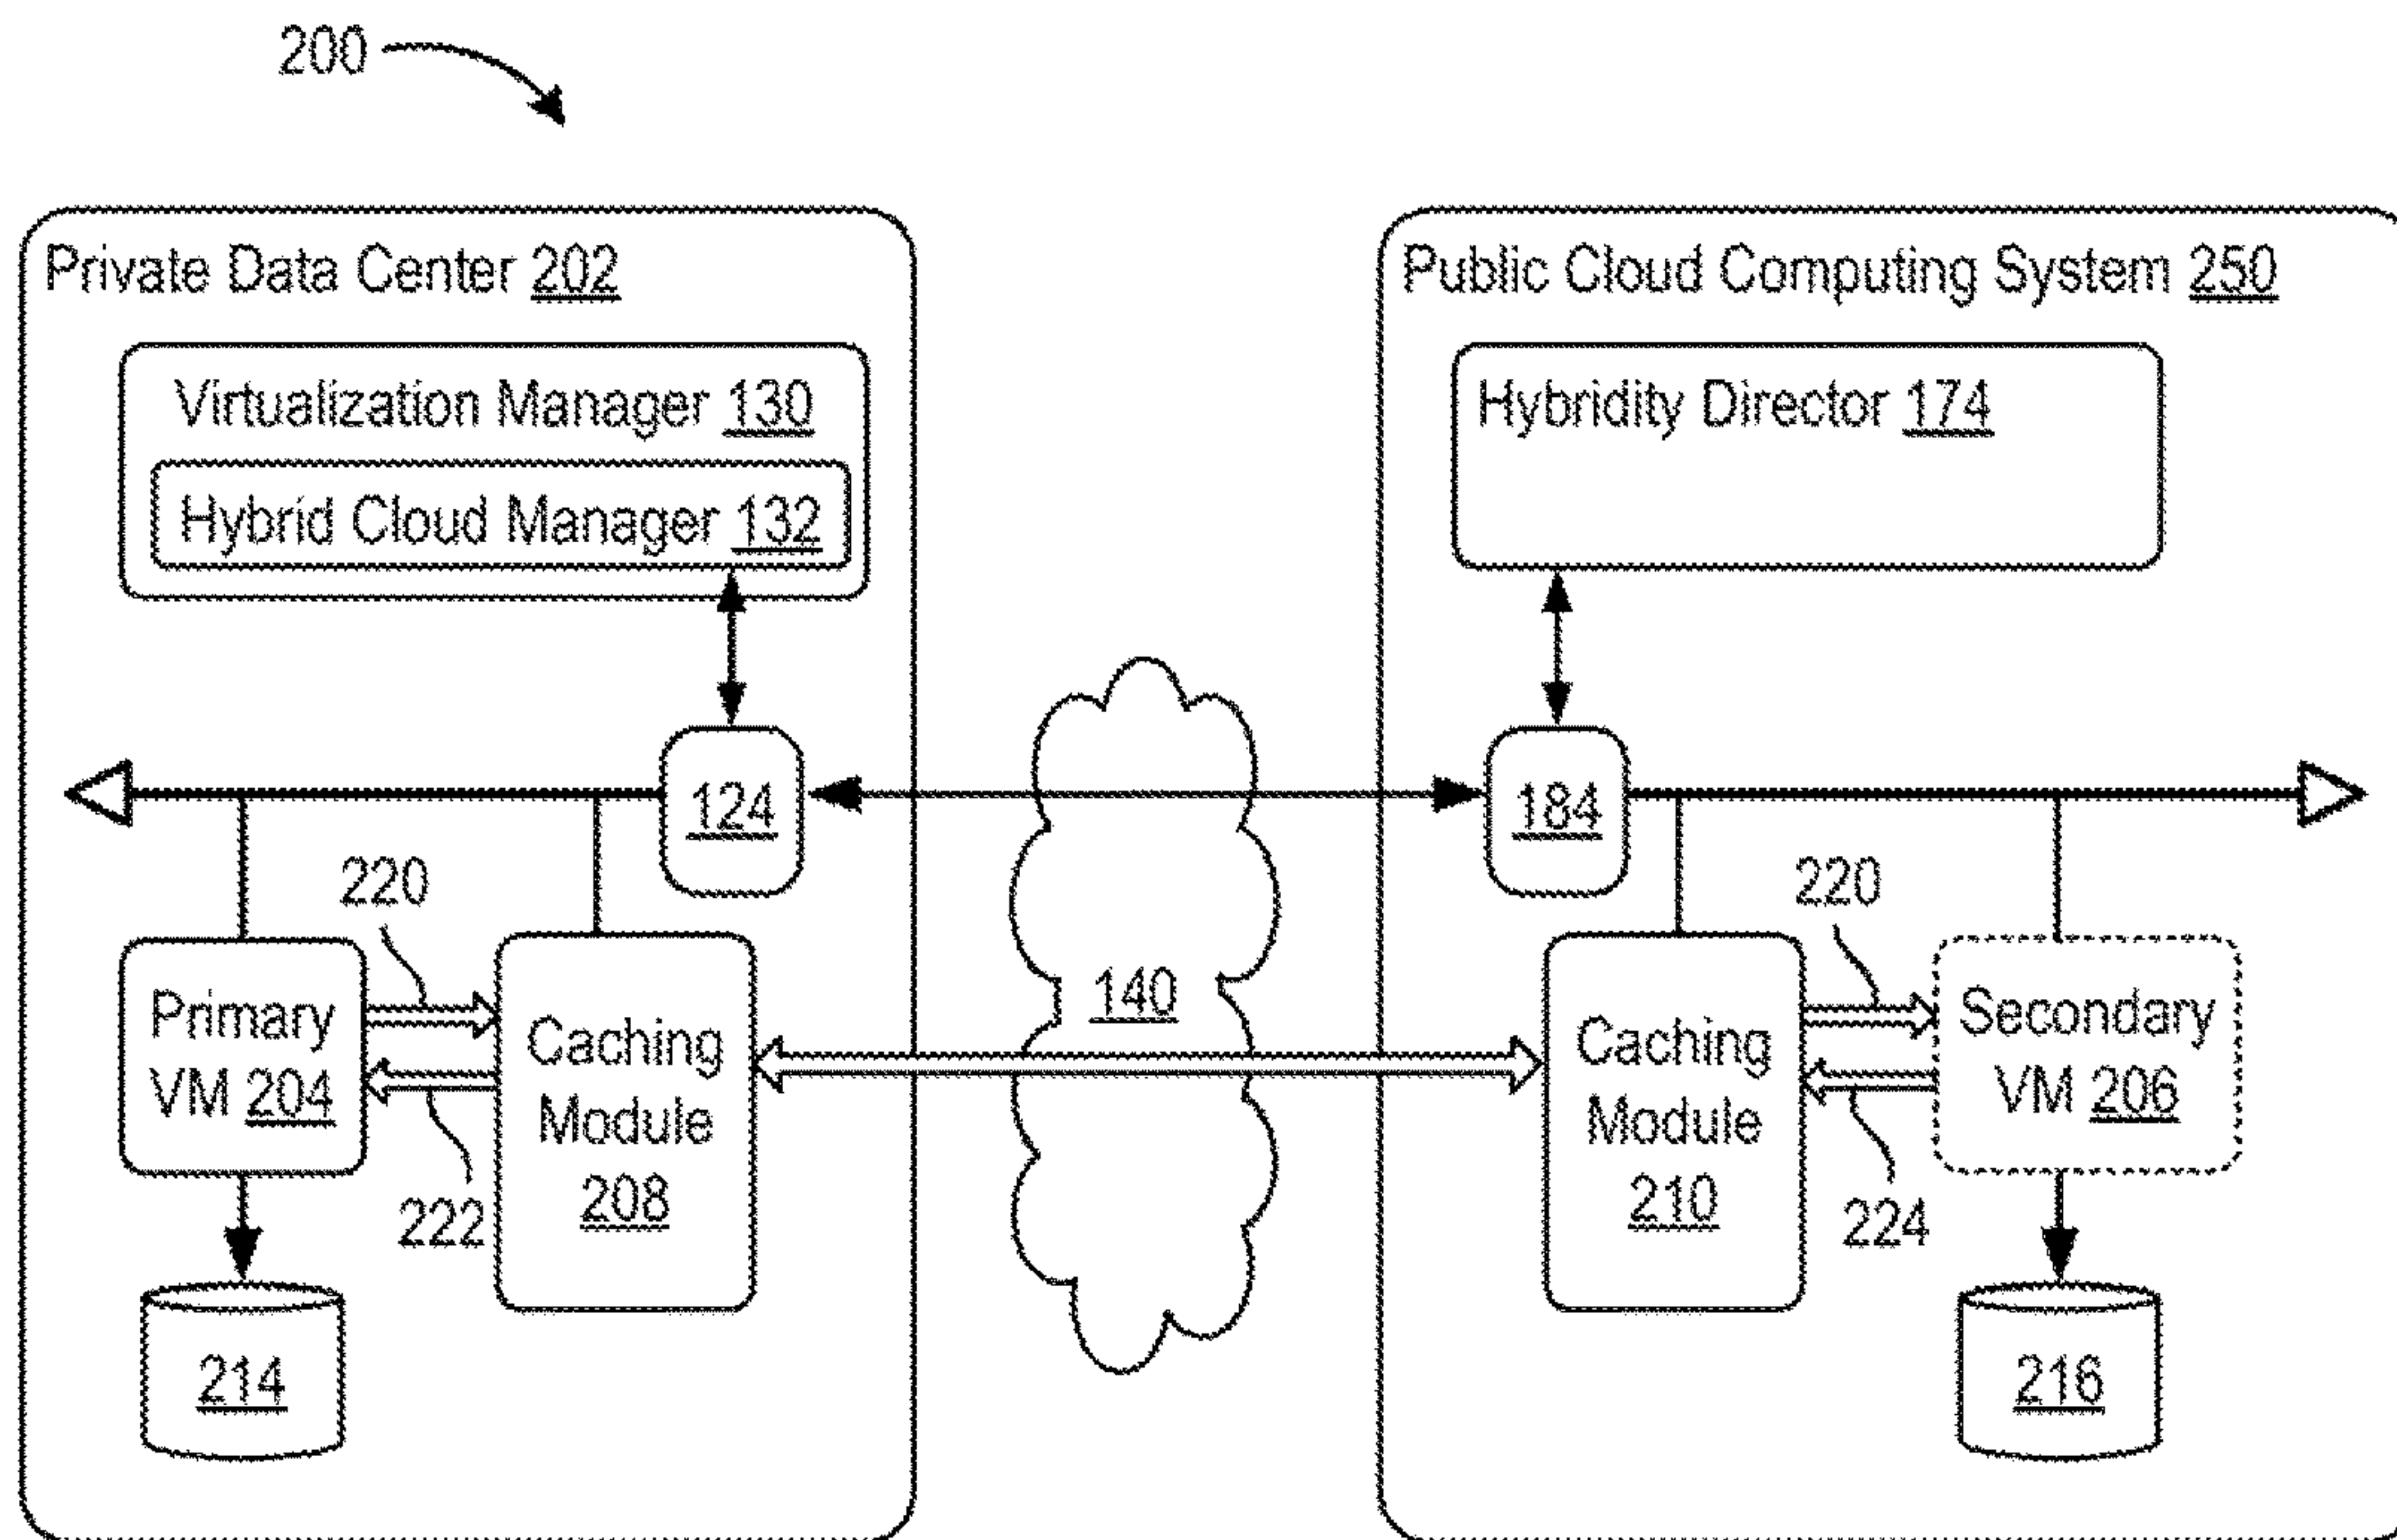 200
Private Data Center 202
Virtualization Manager 130
Hybrid Cloud Manager 132
124
220
Primary
VM 204
222
Caching
Module
208
214
140
Public Cloud Computing System 250
Hybridity Director 174
184
220
Caching
Module
210
Secondary
VM 206
224
216